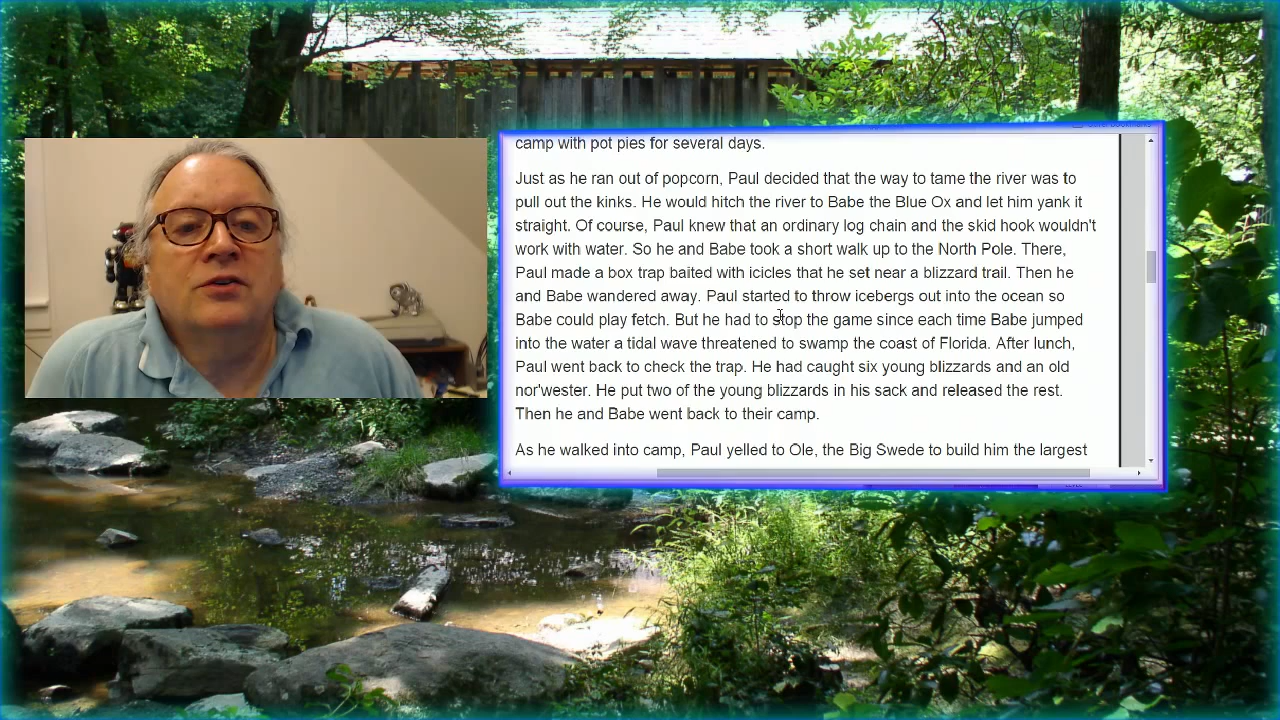 camp with pot pies for several days.
Just as he ran out of popcorn, Paul decided that the way to tame the river was to
pull out the kinks. He would hitch the river to Babe the Blue Ox and let him yank it
straight. Of course, Paul knew that an ordinary log chain and the skid hook wouldn't
work with water. So he and Babe took a short walk up to the North Pole. There,
Paul made a box trap baited with icicles that he set near a blizzard trail. Then he
and Babe wandered away. Paul started to throw icebergs out into the ocean so
Babe could play fetch. But he had to stop the game since each time Babe jumped
into the water a tidal wave threatened to swamp the coast of Florida. After lunch,
Paul went back to check the trap. He had caught six young blizzards and an old
nor'wester. He put two of the young blizzards in his sack and released the rest.
Then he and Babe went back to their camp.
As he walked into camp, Paul yelled to Ole, the Big Swede to build him the largest